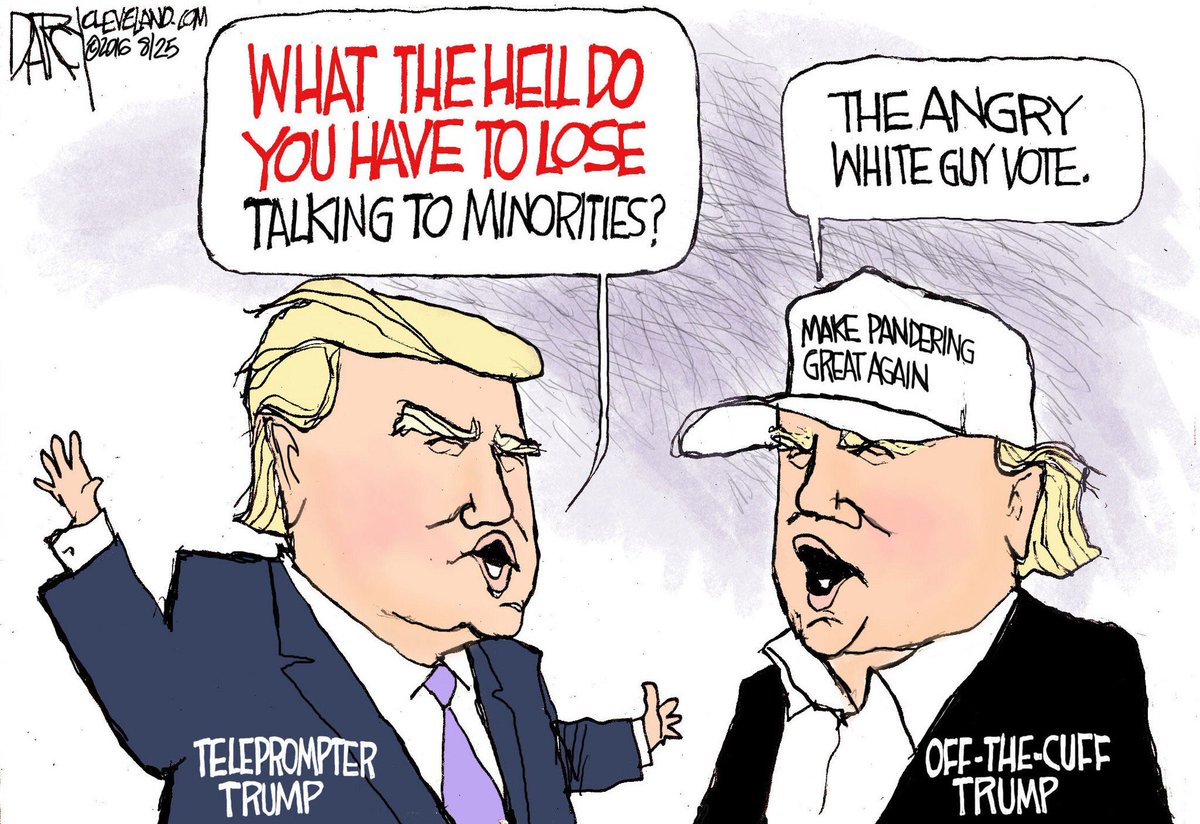 DARCY
CLEVELAND.COM
©2016 8/25
WHAT THE HELL DO
YOU HAVE TO LOSE
TALKING TO MINORITIES?
THE ANGRY
WHITE GUY VOTE.
MAKE PANDERING
GREAT AGAIN
TELEPROMPTER
TRUMP
OFF-THE-CUFF
TRUMP